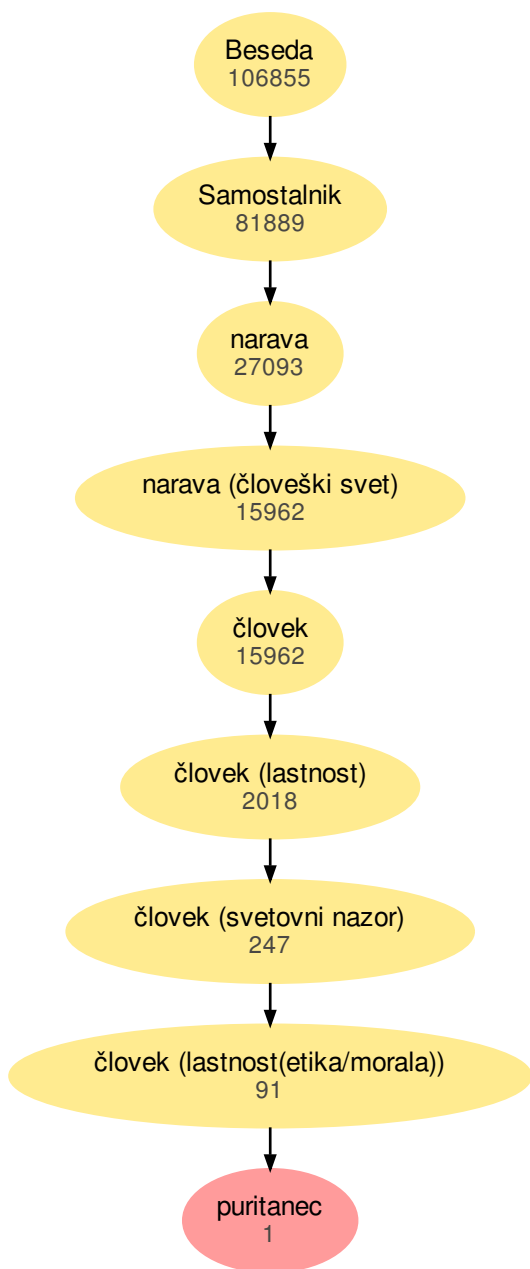 Beseda
106855
Samostalnik
81889
narava
27093
narava (človeški svet)
15962
človek
15962
človek (lastnost)
2018
človek (svetovni nazor)
247
človek (lastnost(etika/morala))
91
puritanec
1